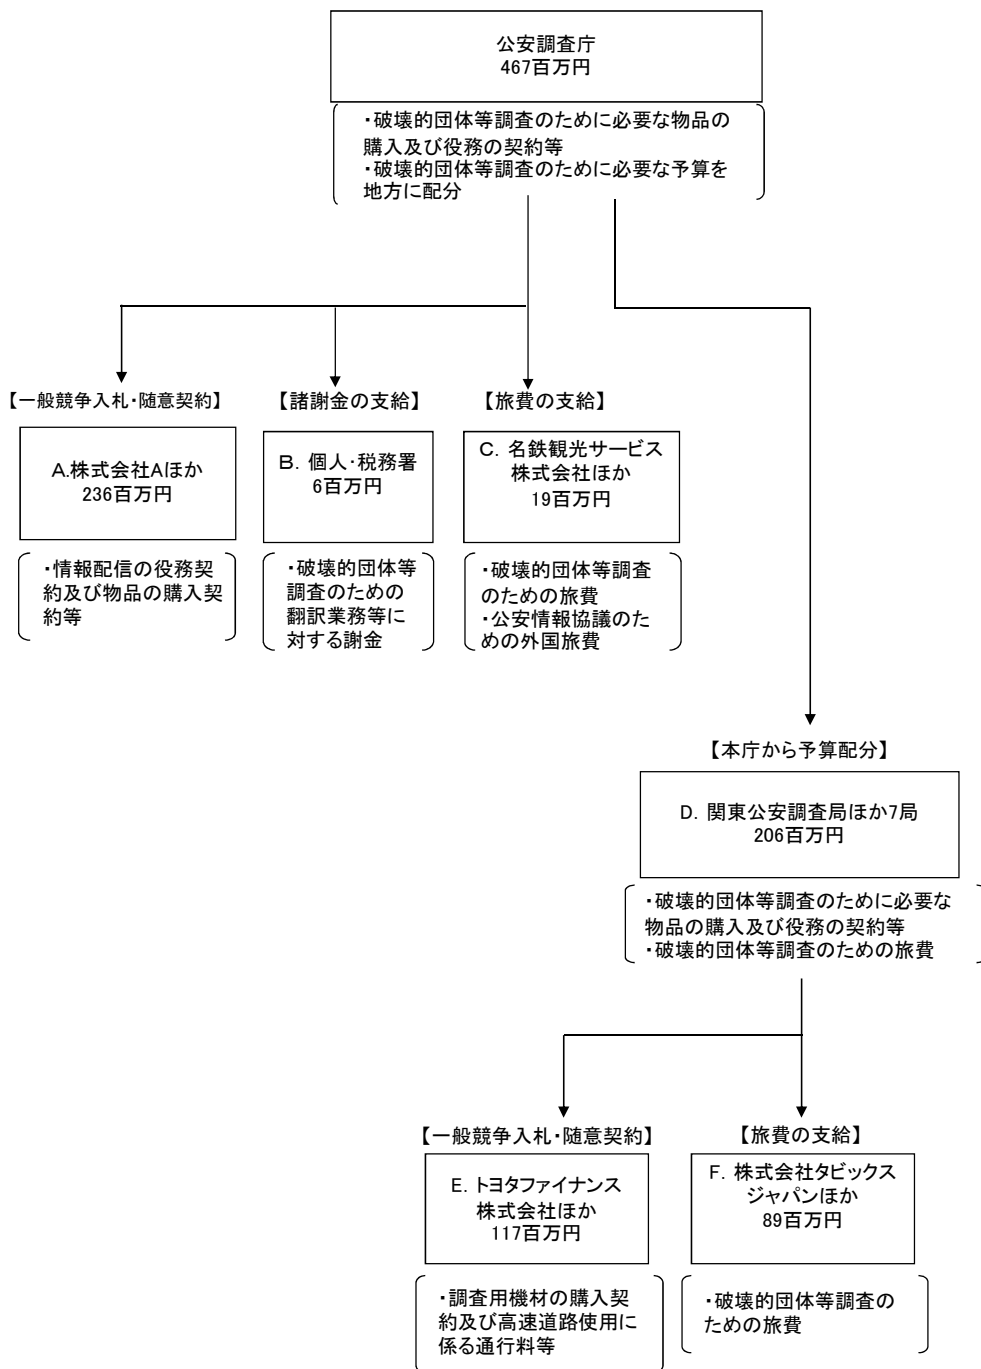 公安調査庁
467百万円
・破壊的団体等調査のために必要な物品の
購入及び役務の契約等
・破壊的団体等調査のために必要な予算を
地方に配分
【一般競争入札・随意契約】
【諸謝金の支給】
【旅費の支給】
A.株式会社Aほか
236百万円
B. 個人・税務署
6百万円
C. 名鉄観光サービス
株式会社ほか
19百万円
・情報配信の役務契
約及び物品の購入契
約等
・破壊的団体等
調査のための
翻訳業務等に
対する謝金
・破壊的団体等調査
のための旅費
・公安情報協議のた
めの外国旅費
【本庁から予算配分】
D. 関東公安調査局ほか7局
206百万円
・破壊的団体等調査のために必要な
物品の購入及び役務の契約等
・破壊的団体等調査のための旅費
【一般競争入札・随意契約】
【旅費の支給】
E. トヨタファイナンス
株式会社ほか
117百万円
F. 株式会社タビックス
ジャパンほか
89百万円
・調査用機材の購入契
約及び高速道路使用に
係る通行料等
・破壊的団体等調査の
ための旅費